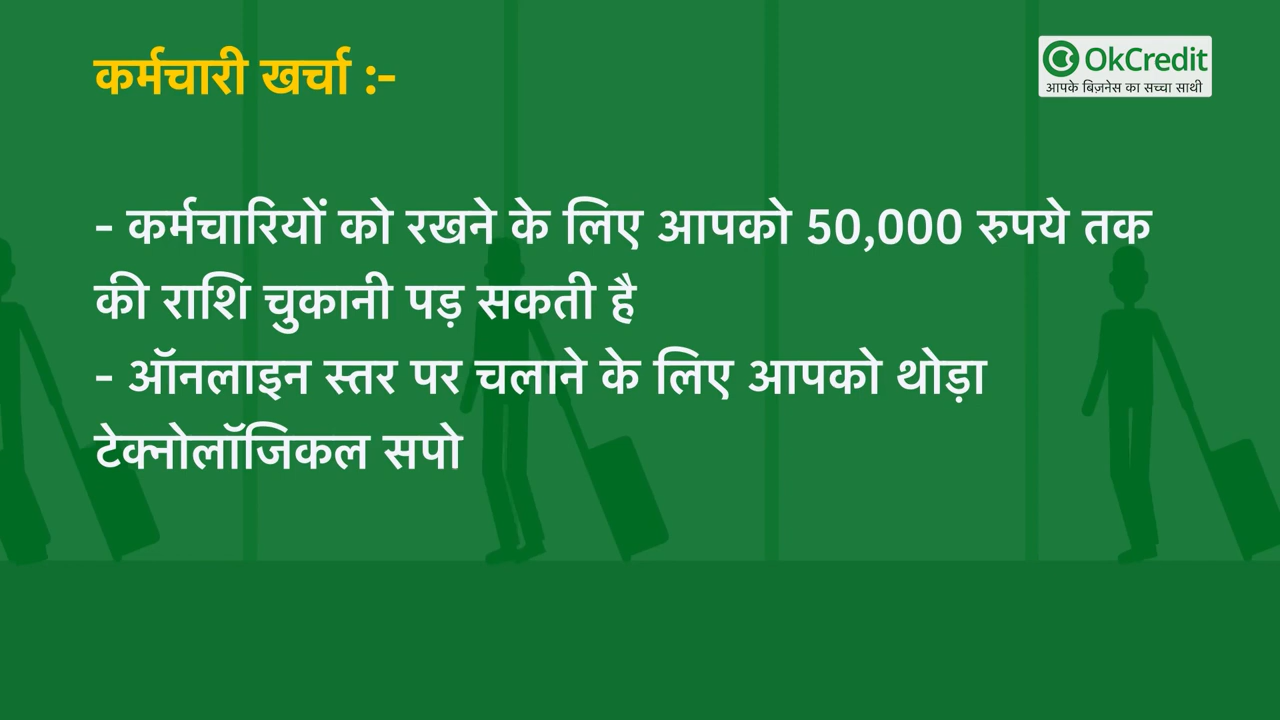 कर्मचारी खर्चा :-
OkCredit
आपके बिज़नेस का सच्चा साथी
- कर्मचारियों को रखने के लिए आपको 50,000 रुपये तक
की राशि चुकानी पड़ सकती है
- ऑनलाइन स्तर पर चलाने के लिए आपको थोड़ा
टेक्नोलॉजिकल सपो